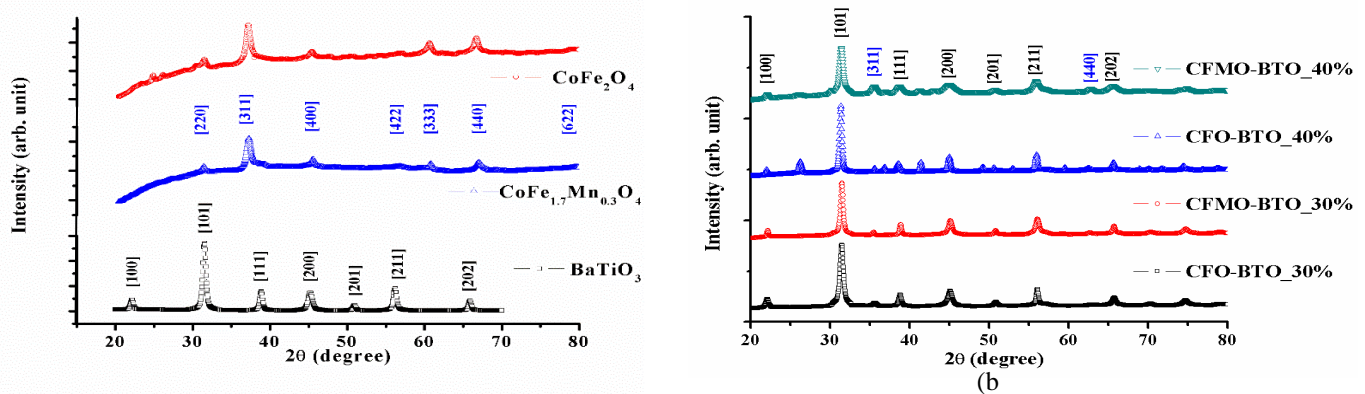 Intensity (arb. unit)
CoFe2O4
[220] [311] [400] [422] [333] [440] [622]
CoFe1.7Mn0.3O4
[100] [101] [111] [200] [201] [211] [202]
BaTiO3
20 30 40 50 60 70 80
2θ (degree)
Intensity (arb. unit)
[100] [101] [311] [111] [200] [201] [211] [440] [202]
CFMO-BTO_40%
CFO-BTO_40%
CFMO-BTO_30%
CFO-BTO_30%
20 30 40 50 60 70 80
2θ (degree)
(b)